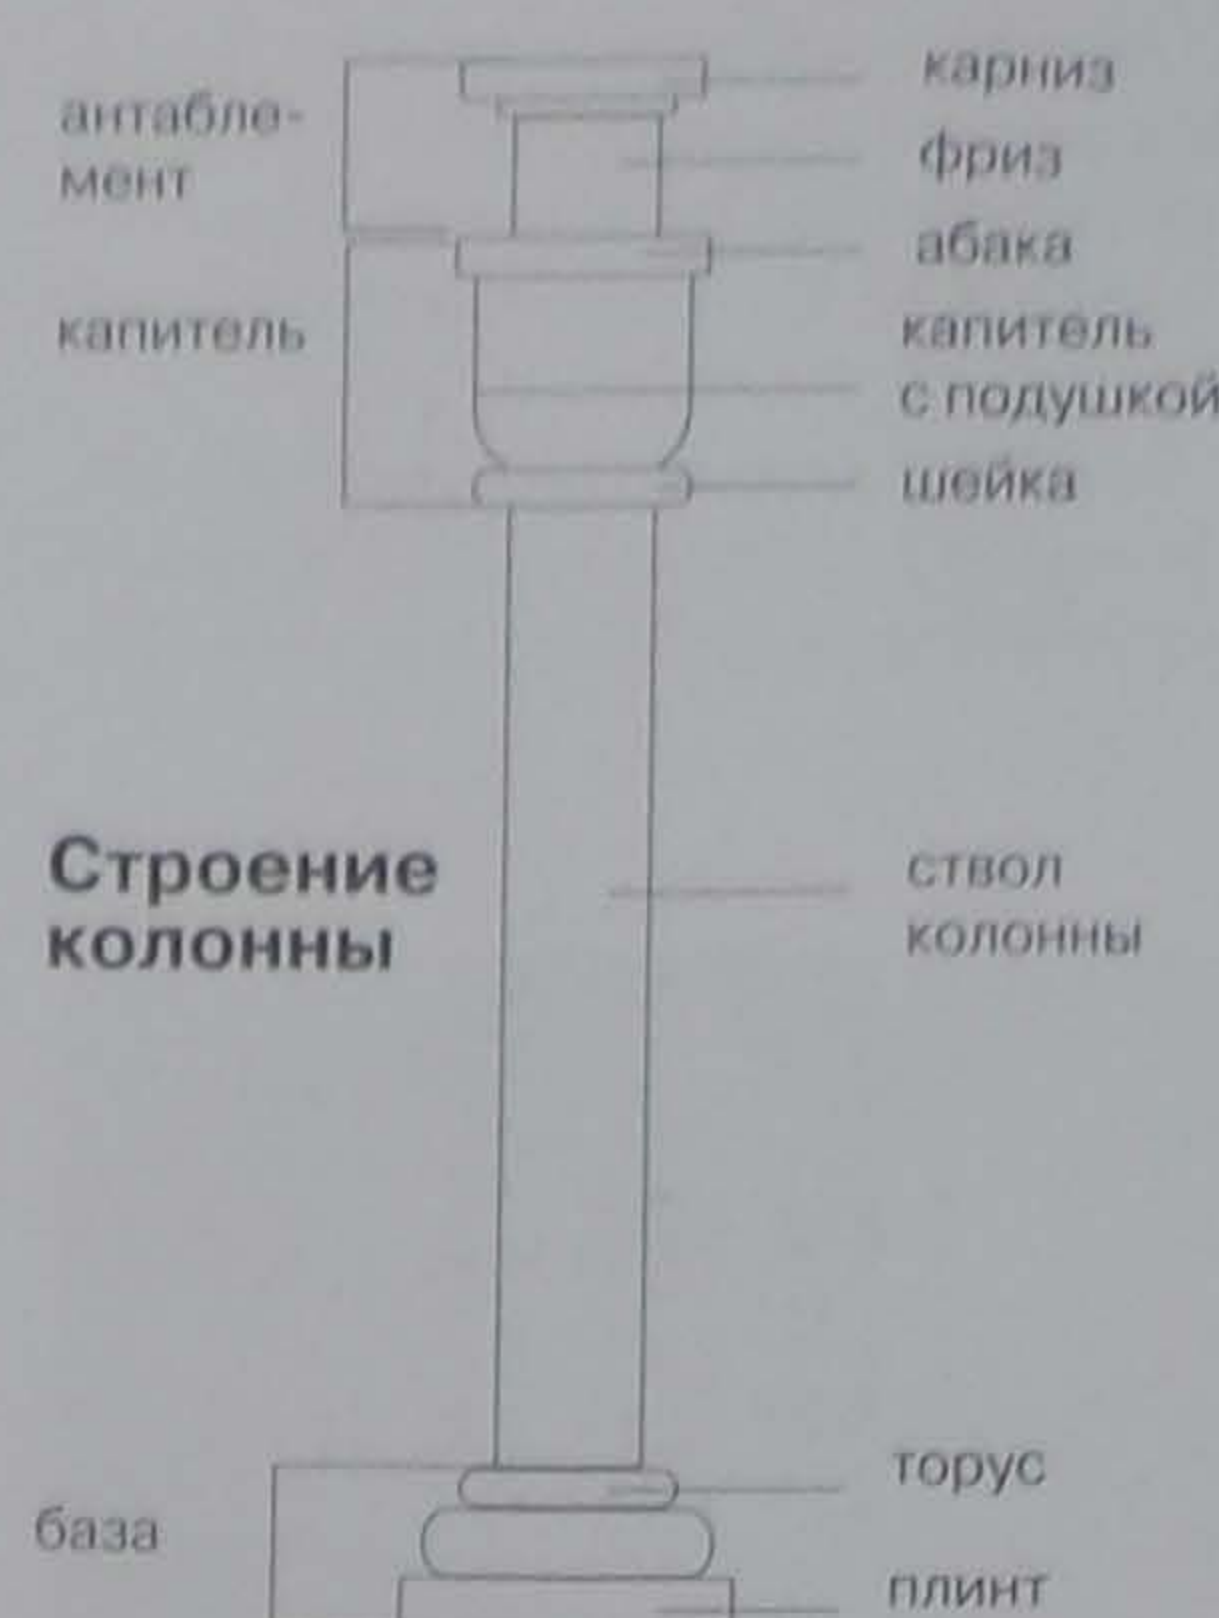 карниз
антабле-
мент
фриз
абака
капитель
капитель
с подушкой
шейка
Строение
колонны
ствол
колонны
торус
база
плинт